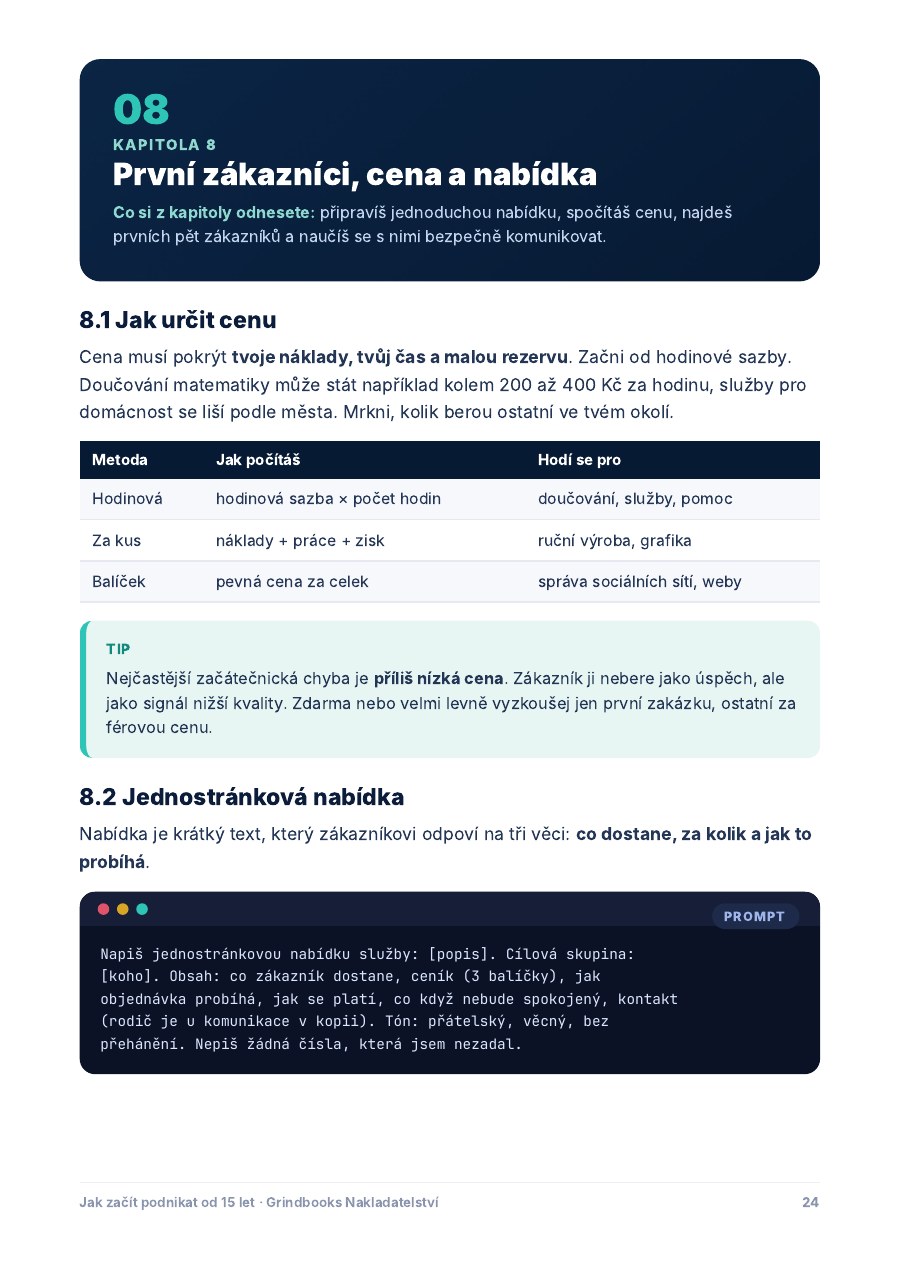 08
KAPITOLA 8
První zákazníci, cena a nabídka
Co si z kapitoly odnesete: připravíš jednoduchou nabídku, spočítáš cenu, najdeš
prvních pět zákazníků a naučíš se s nimi bezpečně komunikovat.
8.1 Jak určit cenu
Cena musí pokrýt tvoje náklady, tvůj čas a malou rezervu. Začni od hodinové sazby.
Doučování matematiky může stát například kolem 200 až 400 Kč za hodinu, služby pro
domácnost se liší podle města. Mrkni, kolik berou ostatní ve tvém okolí.
Metoda Jak počítáš Hodí se pro
Hodinová hodinová sazba × počet hodin doučování, služby, pomoc
Za kus náklady + práce + zisk ruční výroba, grafika
Balíček pevná cena za celek správa sociálních sítí, weby
TIP
Nejčastější začátečnická chyba je příliš nízká cena. Zákazník ji nebere jako úspěch, ale
jako signál nižší kvality. Zdarma nebo velmi levně vyzkoušej jen první zakázku, ostatní za
férovou cenu.
8.2 Jednostránková nabídka
Nabídka je krátký text, který zákazníkovi odpoví na tři věci: co dostane, za kolik a jak to
probíhá.
PROMPT
Napiš jednostránkovou nabídku služby: [popis]. Cílová skupina:
[koho]. Obsah: co zákazník dostane, ceník (3 balíčky), jak
objednávka probíhá, jak se platí, co když nebude spokojený, kontakt
(rodič je u komunikace v kopii). Tón: přátelský, věcný, bez
přehánění. Nepiš žádná čísla, která jsem nezadal.
Jak začít podnikat od 15 let · Grindbooks Nakladatelství 24